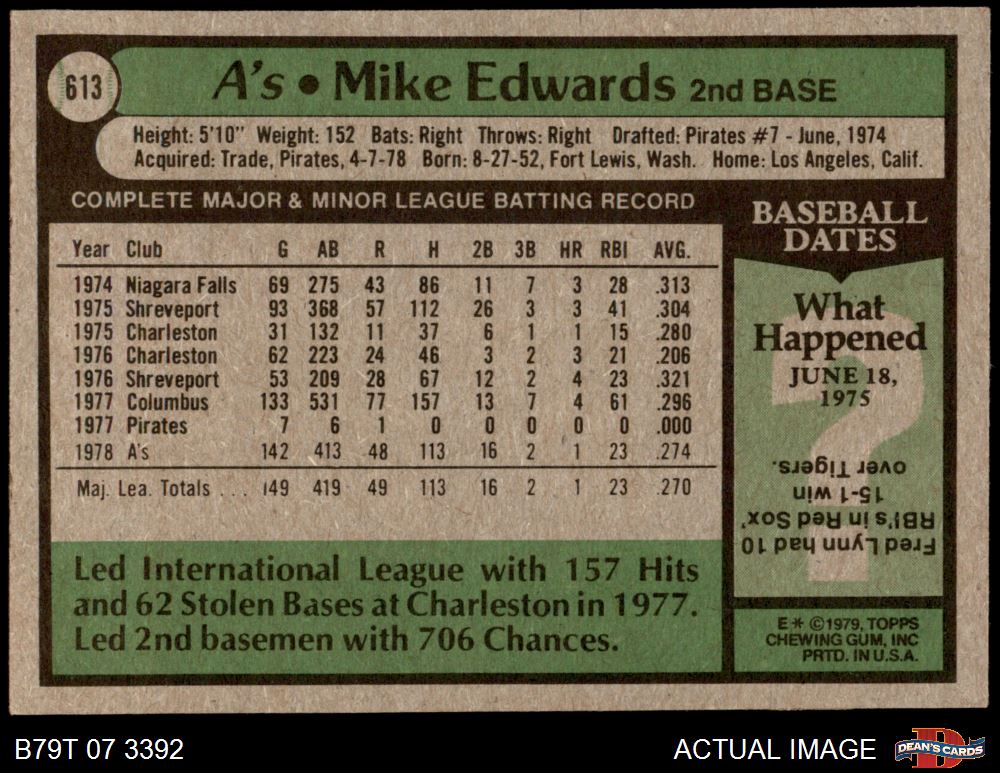 613
A's • Mike Edwards 2nd BASE
Height: 5'10" Weight: 152 Bats: Right Throws: Right Drafted: Pirates #7 - June, 1974
Acquired: Trade, Pirates, 4-7-78 Born: 8-27-52, Fort Lewis, Wash. Home: Los Angeles, Calif.
COMPLETE MAJOR & MINOR LEAGUE BATTING RECORD
Year Club G AB R H 2B 3B HR RBI AVG.
1974 Niagara Falls 69 275 43 86 11 7 3 28 .313
1975 Shreveport 93 368 57 112 26 3 3 41 .304
1975 Charleston 31 132 11 37 6 1 1 15 .280
1976 Charleston 62 223 24 46 3 2 3 21 .206
1976 Shreveport 53 209 28 67 12 2 4 23 .321
1977 Columbus 133 531 77 157 13 7 4 61 .296
1977 Pirates 7 6 1 0 0 0 0 0 .000
1978 A's 142 413 48 113 16 2 1 23 .274
Maj. Lea. Totals ... 149 419 49 113 16 2 1 23 .270
Led International League with 157 Hits
and 62 Stolen Bases at Charleston in 1977.
Led 2nd basemen with 706 Chances.
BASEBALL
DATES
What
Happened
JUNE 18,
1975
?
Fred Lynn had 10
RBI's in Red Sox'
15-1 win
over Tigers.
E* ©1979, TOPPS
CHEWING GUM, INC
PRTD. IN U.S.A.
B79T 07 3392
ACTUAL IMAGE
D
DEAN'S CARDS